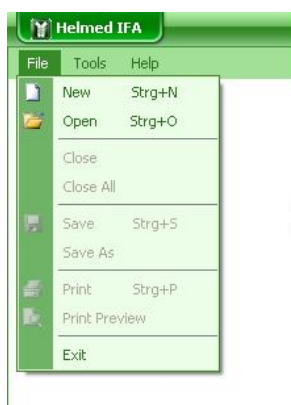 Helmed IFA
File Tools Help
New Strg+N
Open Strg+O
Close
Close All
Save Strg+S
Save As
Print Strg+P
Print Preview
Exit